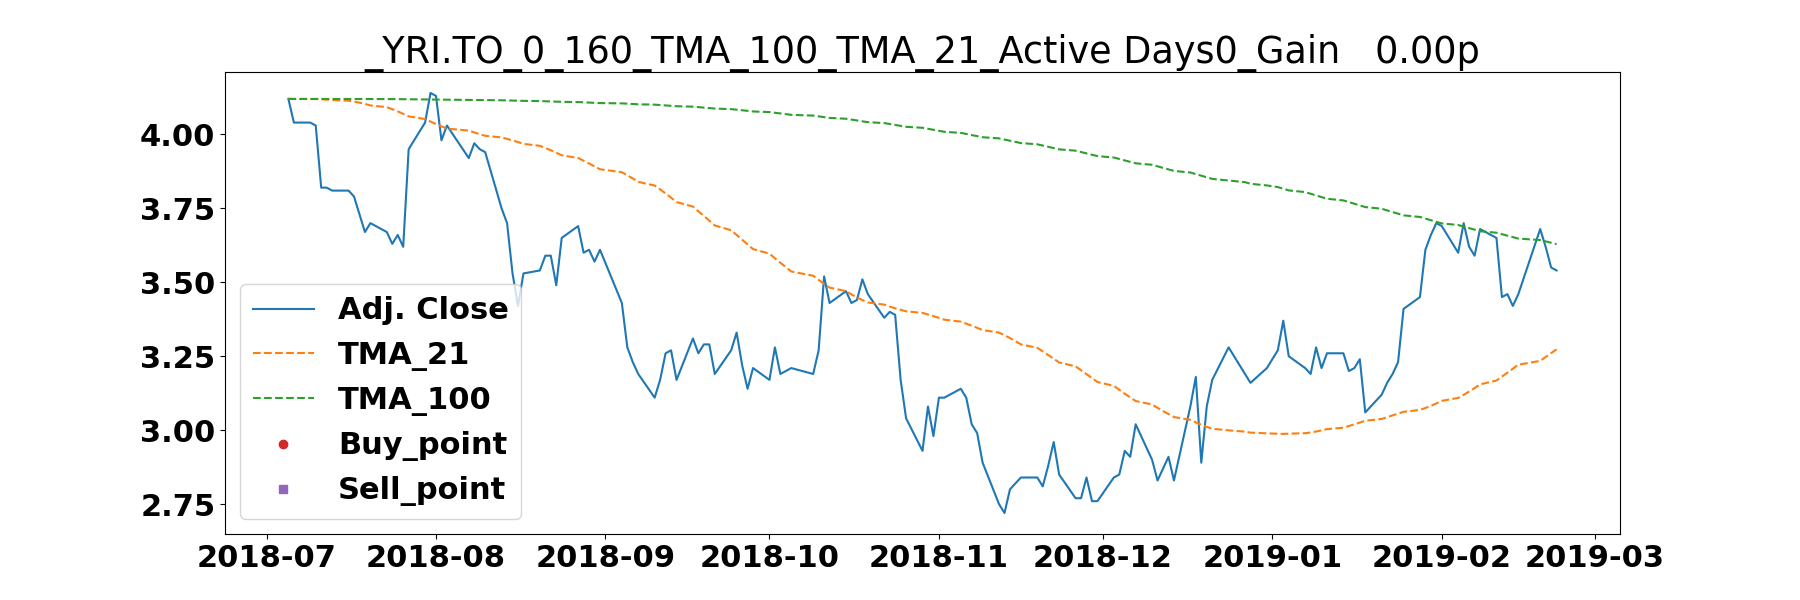 _YRI.TO_0_160_TMA_100_TMA_21_Active Days0_Gain   0.00p
4.00
3.75
3.50
3.25
3.00
2.75
Adj. Close
TMA_21
TMA_100
Buy_point
Sell_point
2018-07 2018-08 2018-09 2018-10 2018-11 2018-12 2019-01 2019-02 2019-03